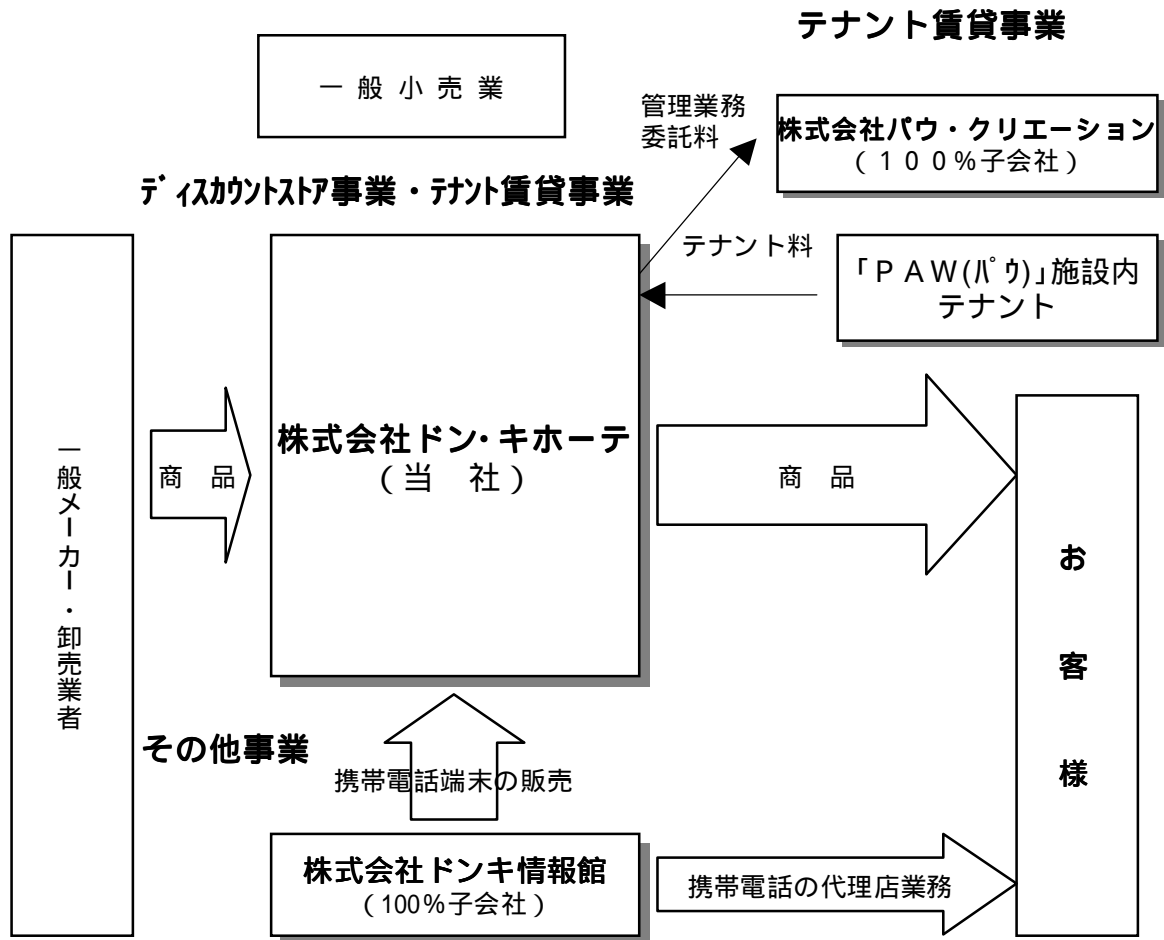 テナント賃貸事業
一 般 小 売 業
管理業務
委託料
株式会社パウ・クリエーション
（１００％子会社）
ﾃﾞｨｽｶｳﾝﾄｽﾄｱ事業・ﾃﾅﾝﾄ賃貸事業
テナント料
「ＰＡＷ(ﾊﾟｳ)」施設内
テナント
株式会社ドン・キホーテ
（当　社）
一般メーカー・卸売業者
商　品
商　品
お客様
その他事業
携帯電話端末の販売
株式会社ドンキ情報館
（100％子会社）
携帯電話の代理店業務